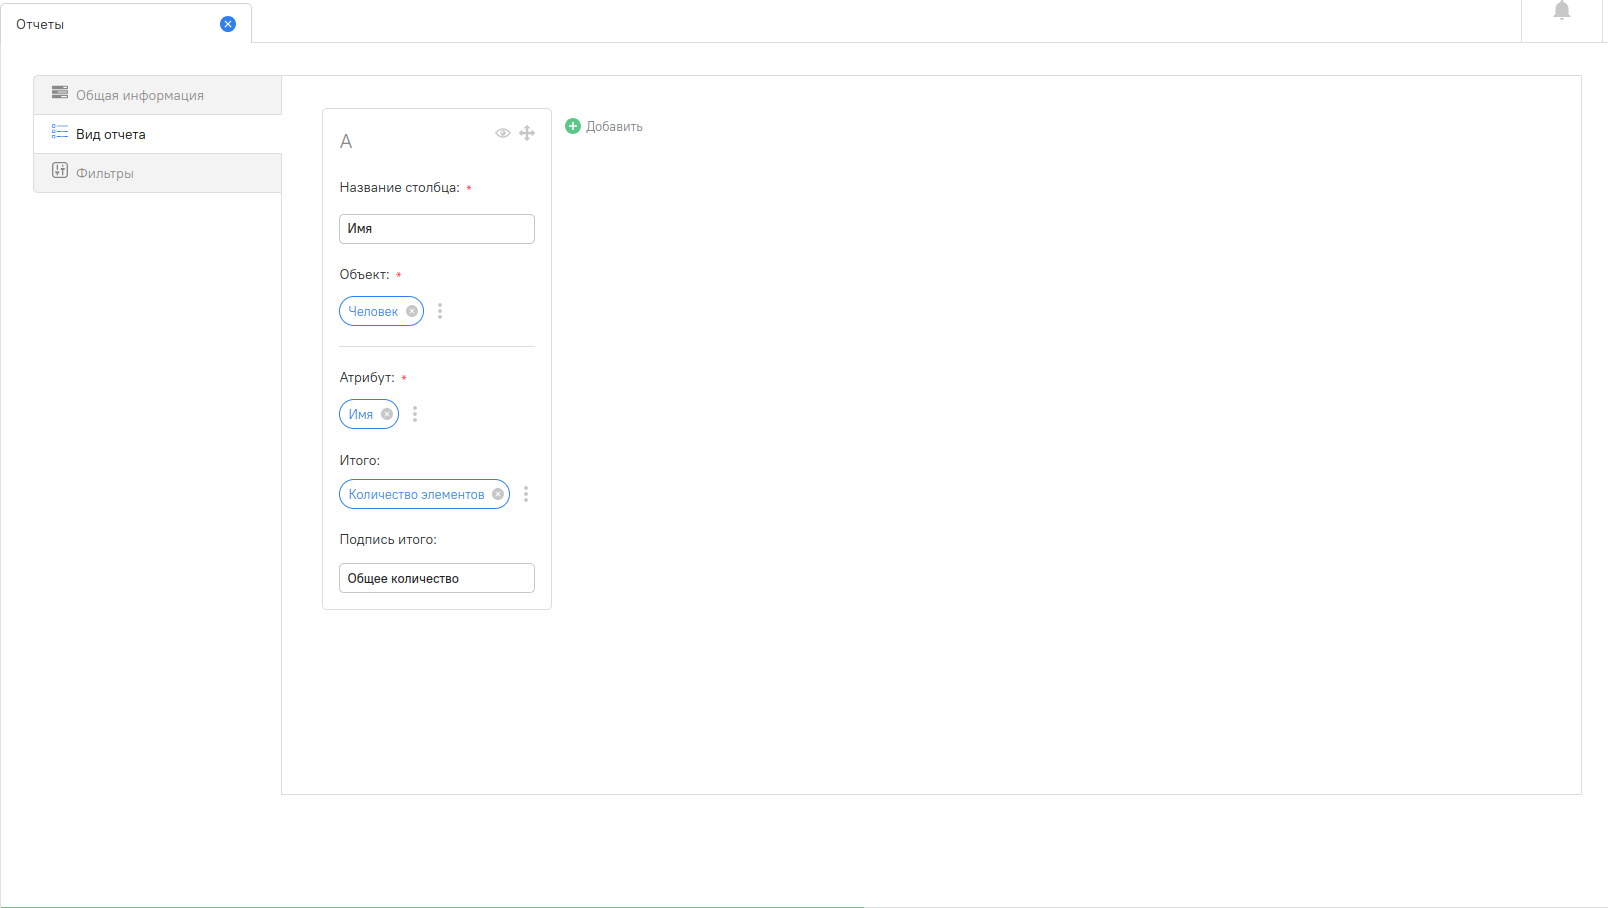 Отчеты
Общая информация
Вид отчета
Фильтры
A
Добавить
Название столбца: *
Имя
Объект: *
Человек
Атрибут: *
Имя
Итого:
Количество элементов
Подпись итого:
Общее количество